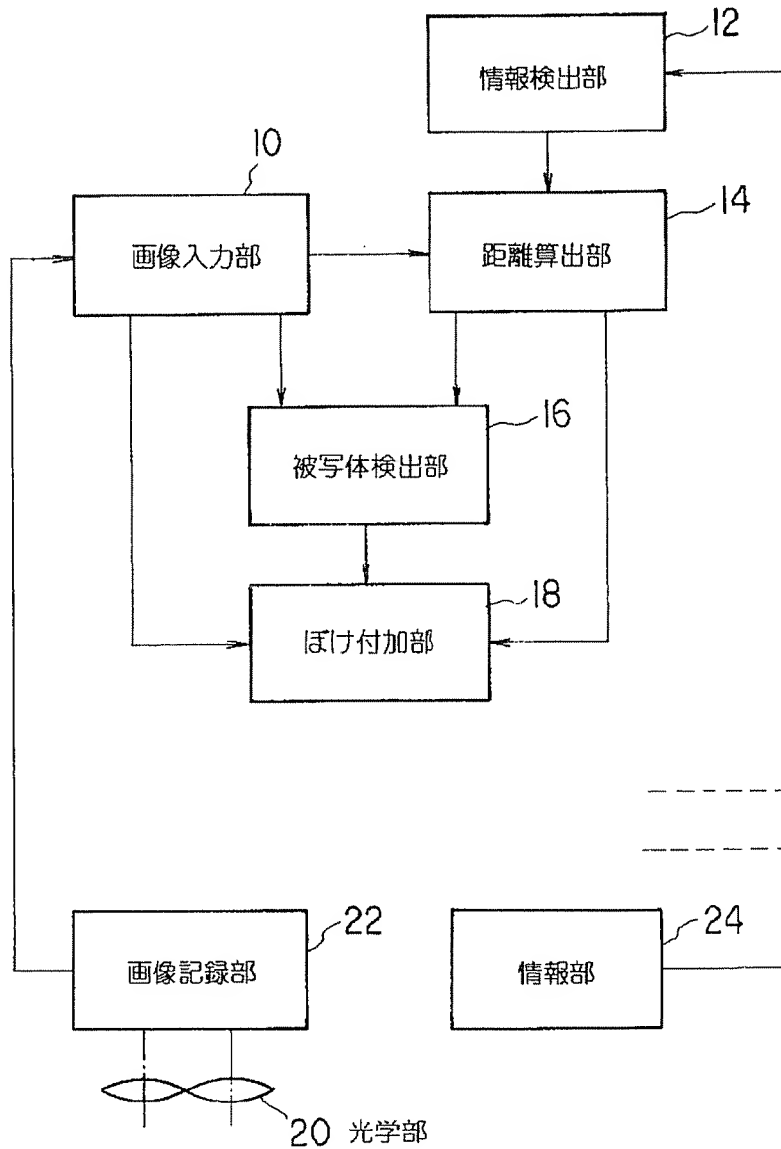 12
情報検出部
10
14
画像入力部
距離算出部
16
被写体検出部
18
ぼけ付加部
22
24
画像記録部
情報部
20 光学部